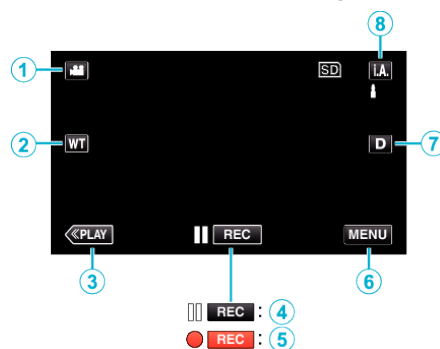 8
1 SD i.A.
2 WT D 7
≪PLAY REC MENU
3 6
REC : 4
REC : 5